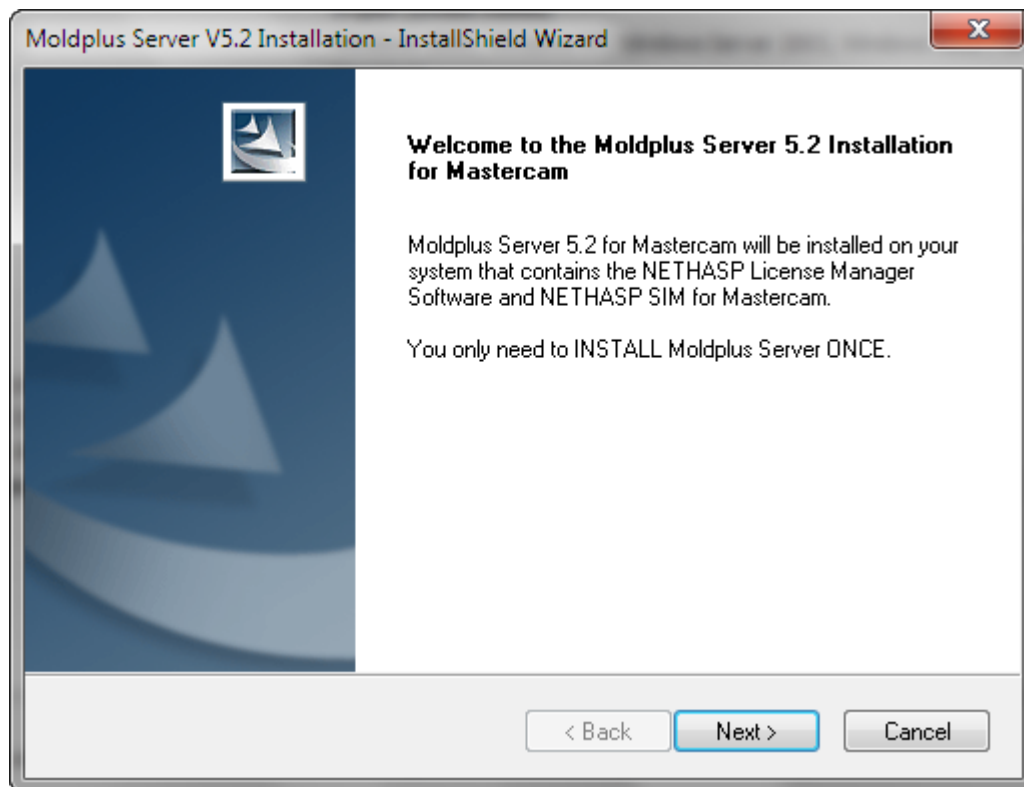 Moldplus Server V5.2 Installation - InstallShield Wizard
Welcome to the Moldplus Server 5.2 Installation
for Mastercam
Moldplus Server 5.2 for Mastercam will be installed on your
system that contains the NETHASP License Manager
Software and NETHASP SIM for Mastercam.
You only need to INSTALL Moldplus Server ONCE.
< Back Next > Cancel